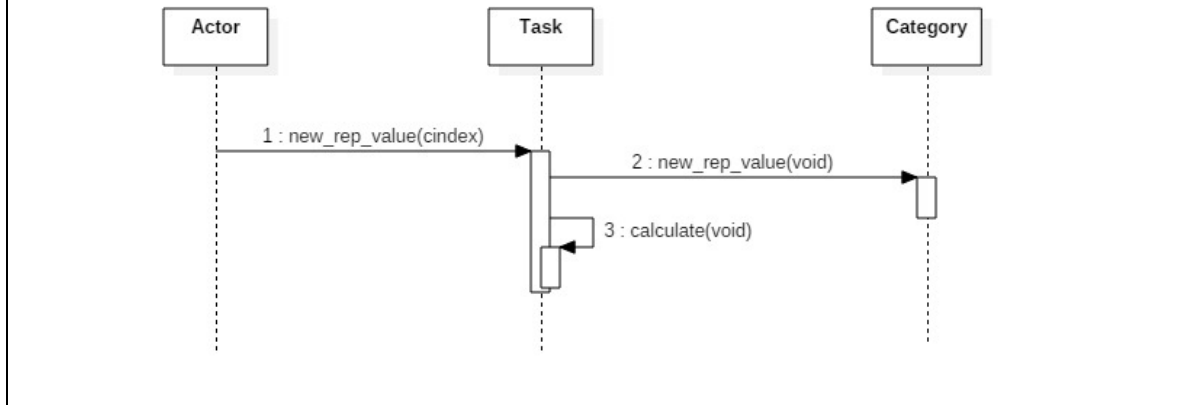 Actor
Task
Category
1 : new_rep_value(cindex)
2 : new_rep_value(void)
3 : calculate(void)